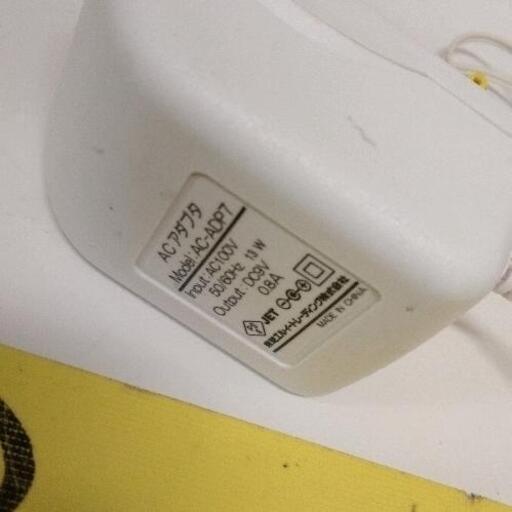 ACアダプタ
Model: AC-ADP7
Input: AC100V
50/60Hz 13 W
Output: DC9V
0.8A
JET
MADE IN CHINA